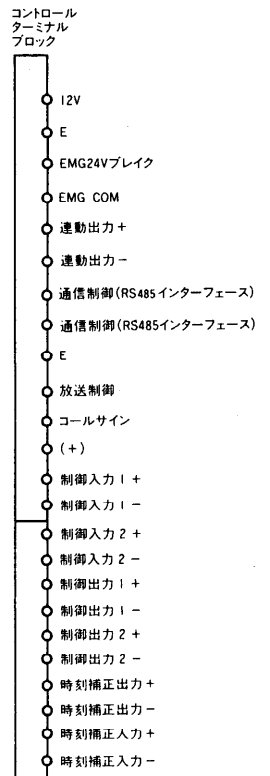 コントロール
ターミナル
ブロック
12V
E
EMG24Vブレイク
EMG COM
連動出力+
連動出力−
通信制御(RS485インターフェース)
通信制御(RS485インターフェース)
E
放送制御
コールサイン
(+)
制御入力1+
制御入力1−
制御入力2+
制御入力2−
制御出力1+
制御出力1−
制御出力2+
制御出力2−
時刻補正出力+
時刻補正出力−
時刻補正入力+
時刻補正入力−